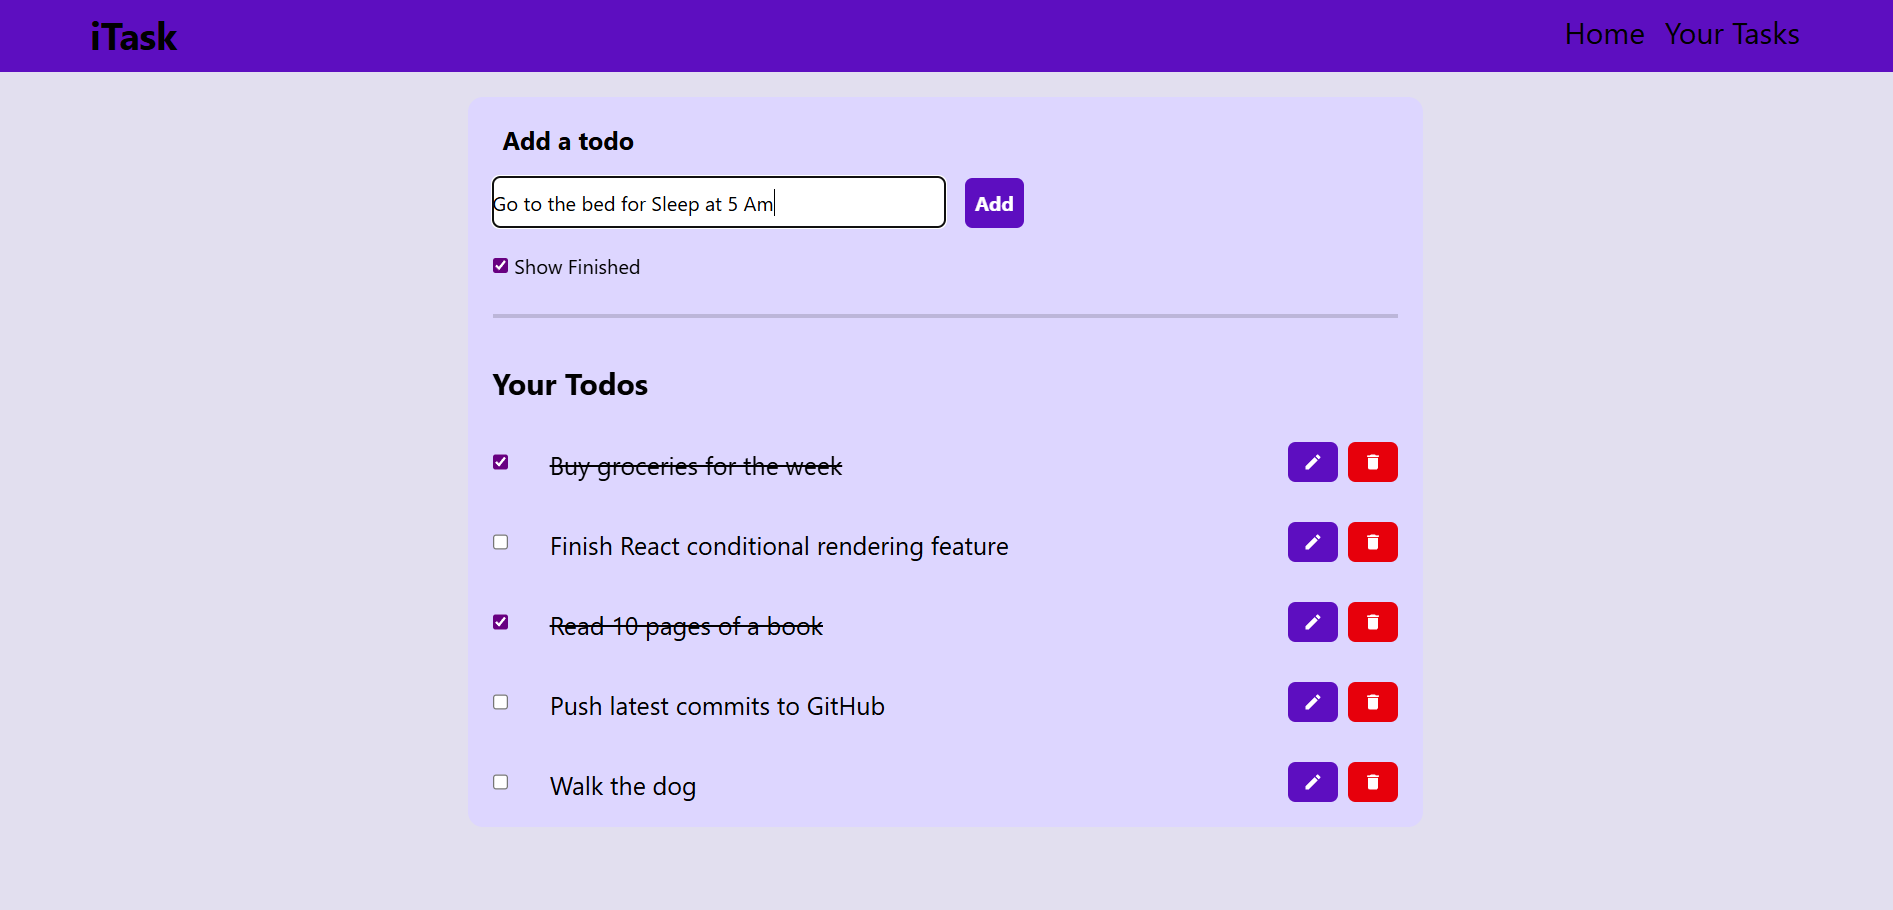 iTask
Home Your Tasks
Add a todo
Go to the bed for Sleep at 5 Am
Add
Show Finished
Your Todos
Buy groceries for the week
Finish React conditional rendering feature
Read 10 pages of a book
Push latest commits to GitHub
Walk the dog